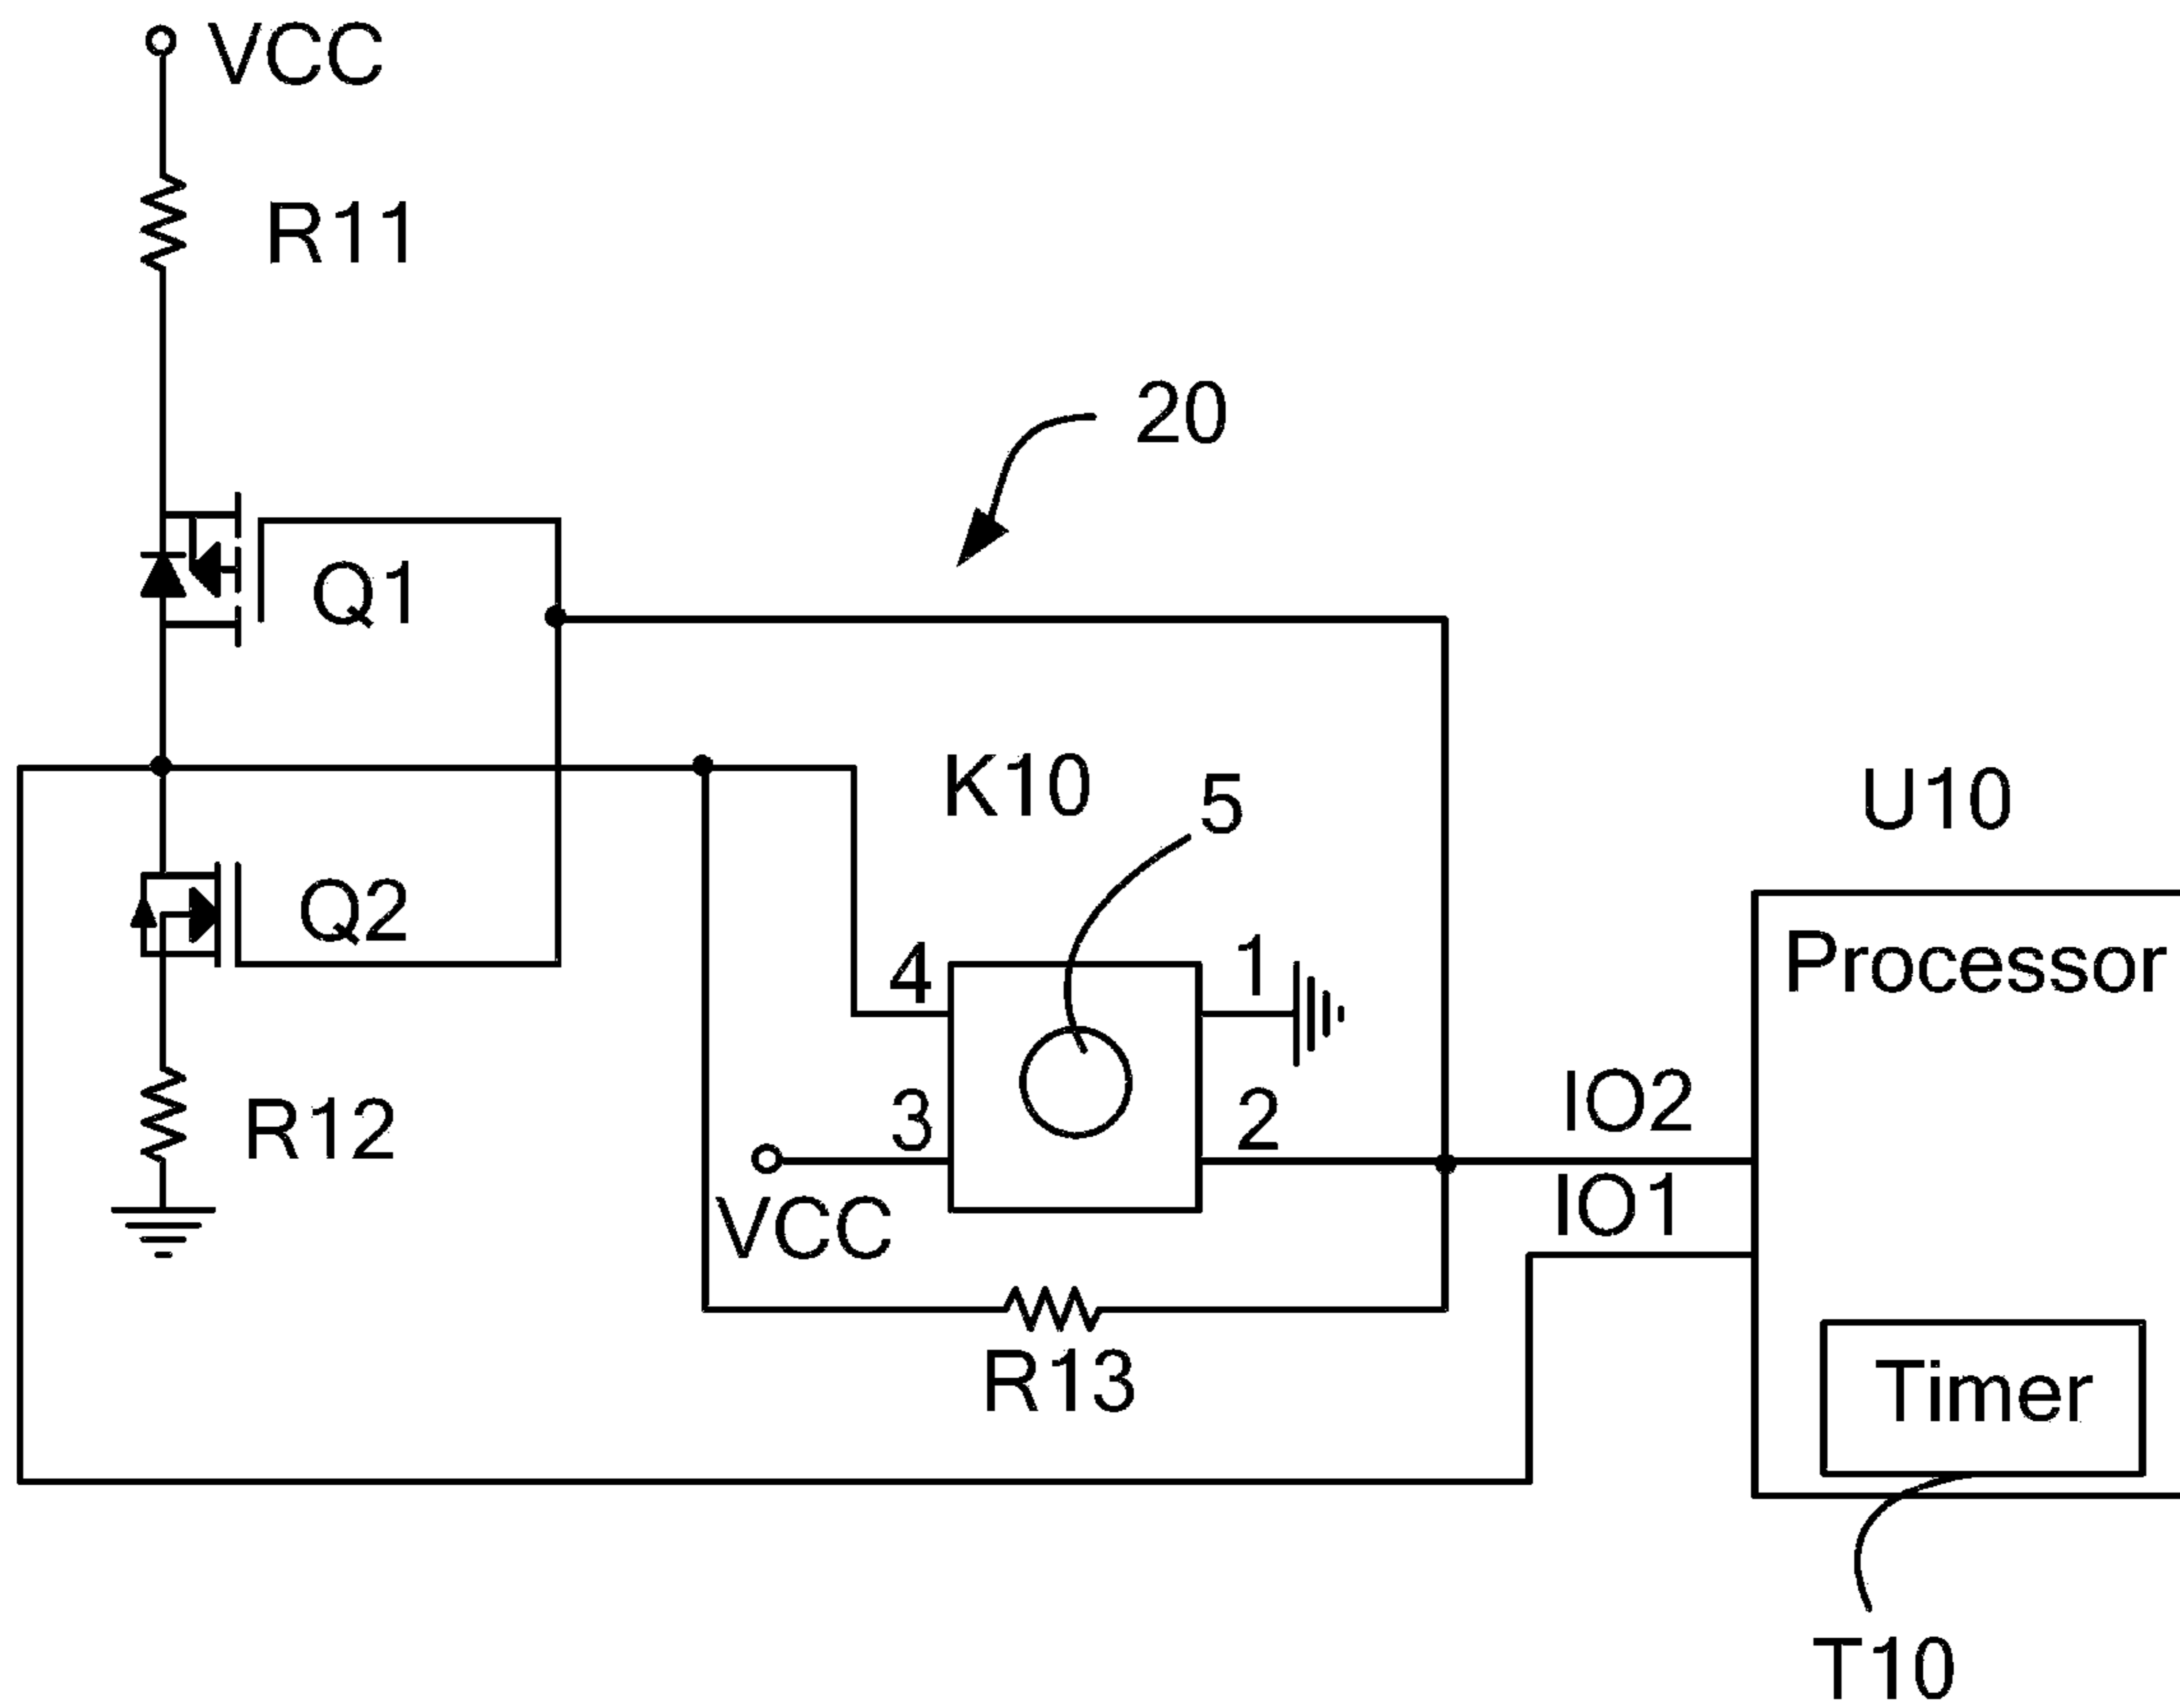 VCC
R11
20
Q1
K10
5
U10
Q2
4
1
Processor
3
2
IO2
R12
VCC
IO1
R13
Timer
T10